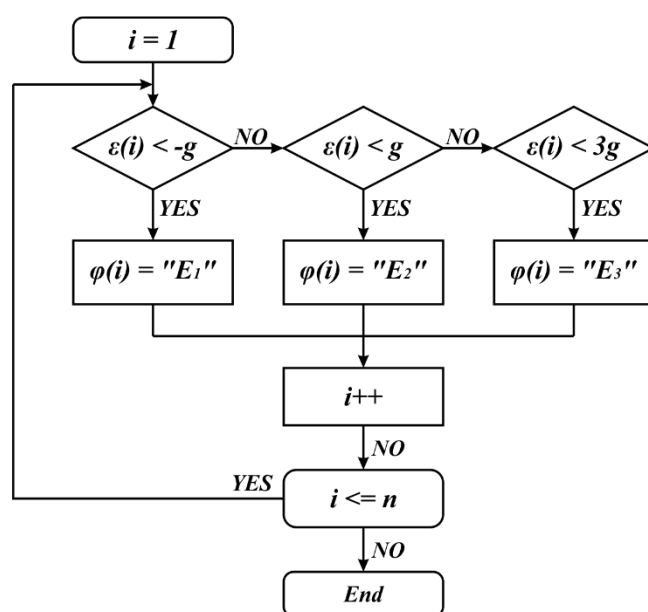 i = 1
ε(i) < -g
NO
ε(i) < g
NO
ε(i) < 3g
YES
YES
YES
φ(i) = "E₁"
φ(i) = "E₂"
φ(i) = "E₃"
i++
NO
YES
i <= n
NO
End